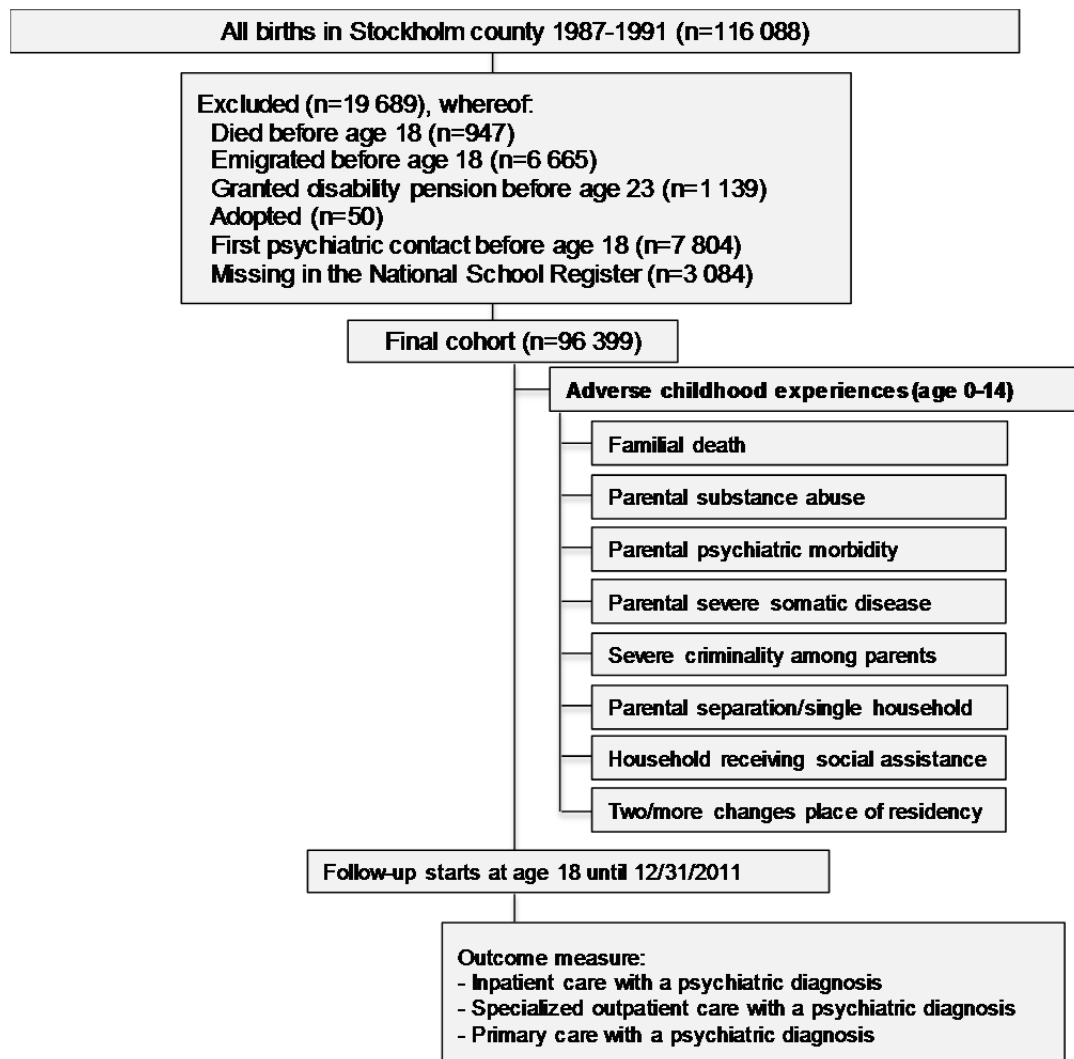 All births in Stockholm county 1987-1991 (n=116 088)
Excluded (n=19 689), whereof:
Died before age 18 (n=947)
Emigrated before age 18 (n=6 665)
Granted disability pension before age 23 (n=1 139)
Adopted (n=50)
First psychiatric contact before age 18 (n=7 804)
Missing in the National School Register (n=3 084)
Final cohort (n=96 399)
Adverse childhood experiences (age 0-14)
Familial death
Parental substance abuse
Parental psychiatric morbidity
Parental severe somatic disease
Severe criminality among parents
Parental separation/single household
Household receiving social assistance
Two/more changes place of residency
Follow-up starts at age 18 until 12/31/2011
Outcome measure:
- Inpatient care with a psychiatric diagnosis
- Specialized outpatient care with a psychiatric diagnosis
- Primary care with a psychiatric diagnosis